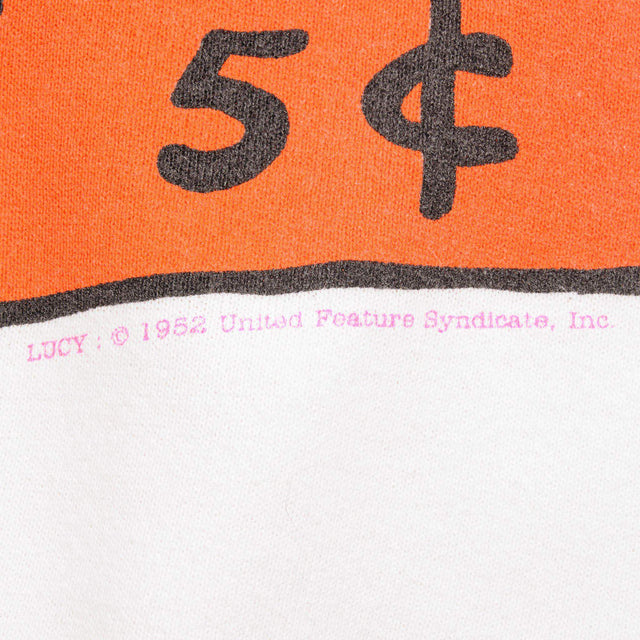 5¢
LUCY : © 1952 United Feature Syndicate, Inc.